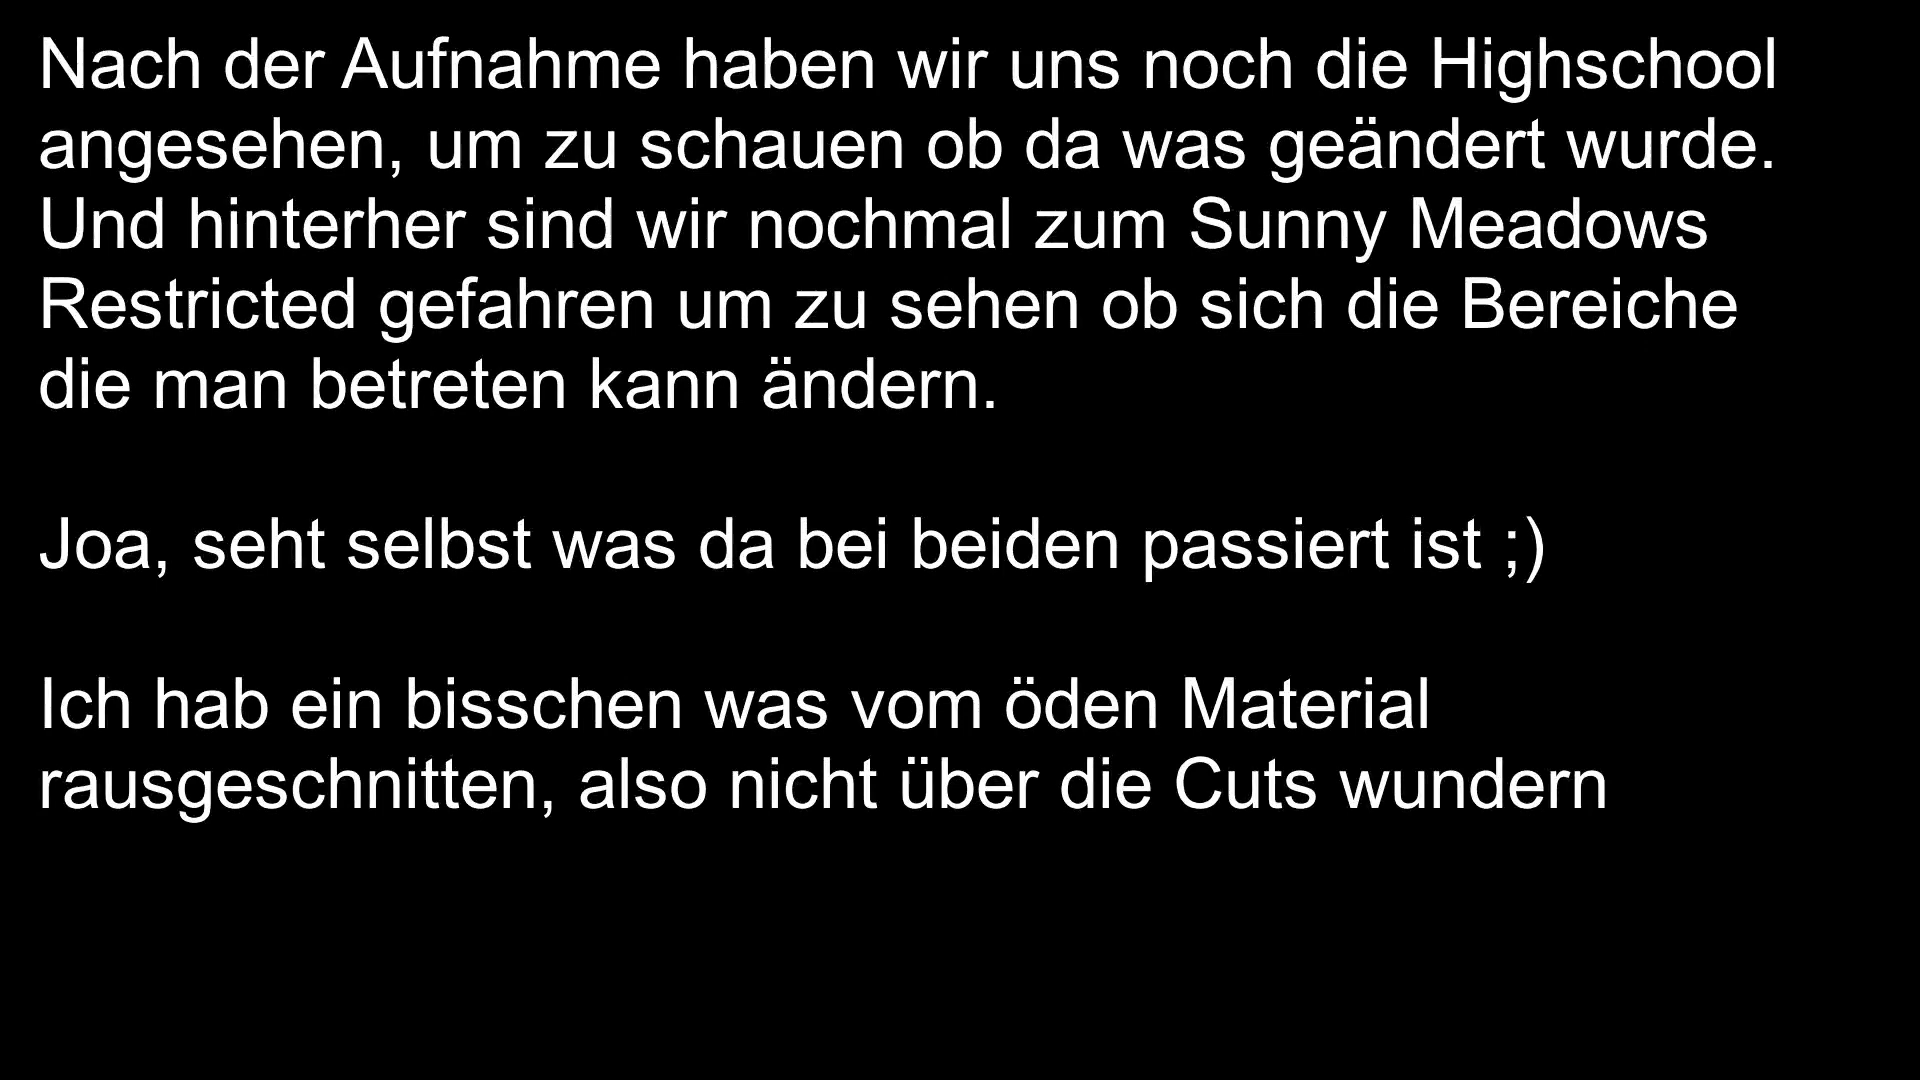 Nach der Aufnahme haben wir uns noch die Highschool
angesehen, um zu schauen ob da was geändert wurde.
Und hinterher sind wir nochmal zum Sunny Meadows
Restricted gefahren um zu sehen ob sich die Bereiche
die man betreten kann ändern.
Joa, seht selbst was da bei beiden passiert ist ;)
Ich hab ein bisschen was vom öden Material
rausgeschnitten, also nicht über die Cuts wundern